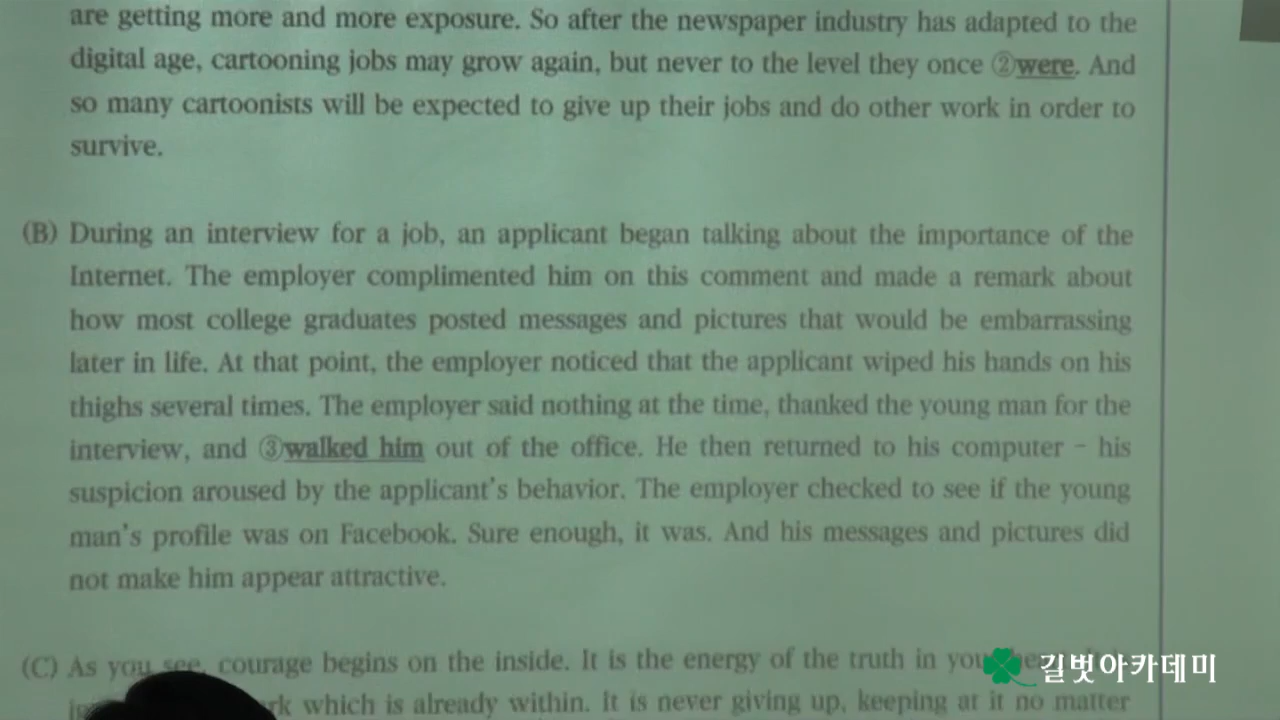 are getting more and more exposure. So after the newspaper industry has adapted to the
digital age, cartooning jobs may grow again, but never to the level they once ②were. And
so many cartoonists will be expected to give up their jobs and do other work in order to
survive.
(B) During an interview for a job, an applicant began talking about the importance of the
Internet. The employer complimented him on this comment and made a remark about
how most college graduates posted messages and pictures that would be embarrassing
later in life. At that point, the employer noticed that the applicant wiped his hands on his
thighs several times. The employer said nothing at the time, thanked the young man for the
interview, and ③walked him out of the office. He then returned to his computer – his
suspicion aroused by the applicant's behavior. The employer checked to see if the young
man's profile was on Facebook. Sure enough, it was. And his messages and pictures did
not make him appear attractive.
(C) As you see, courage begins on the inside. It is the energy of the truth in
which is already within. It is never giving up, keeping at it no matter
길벗아카데미